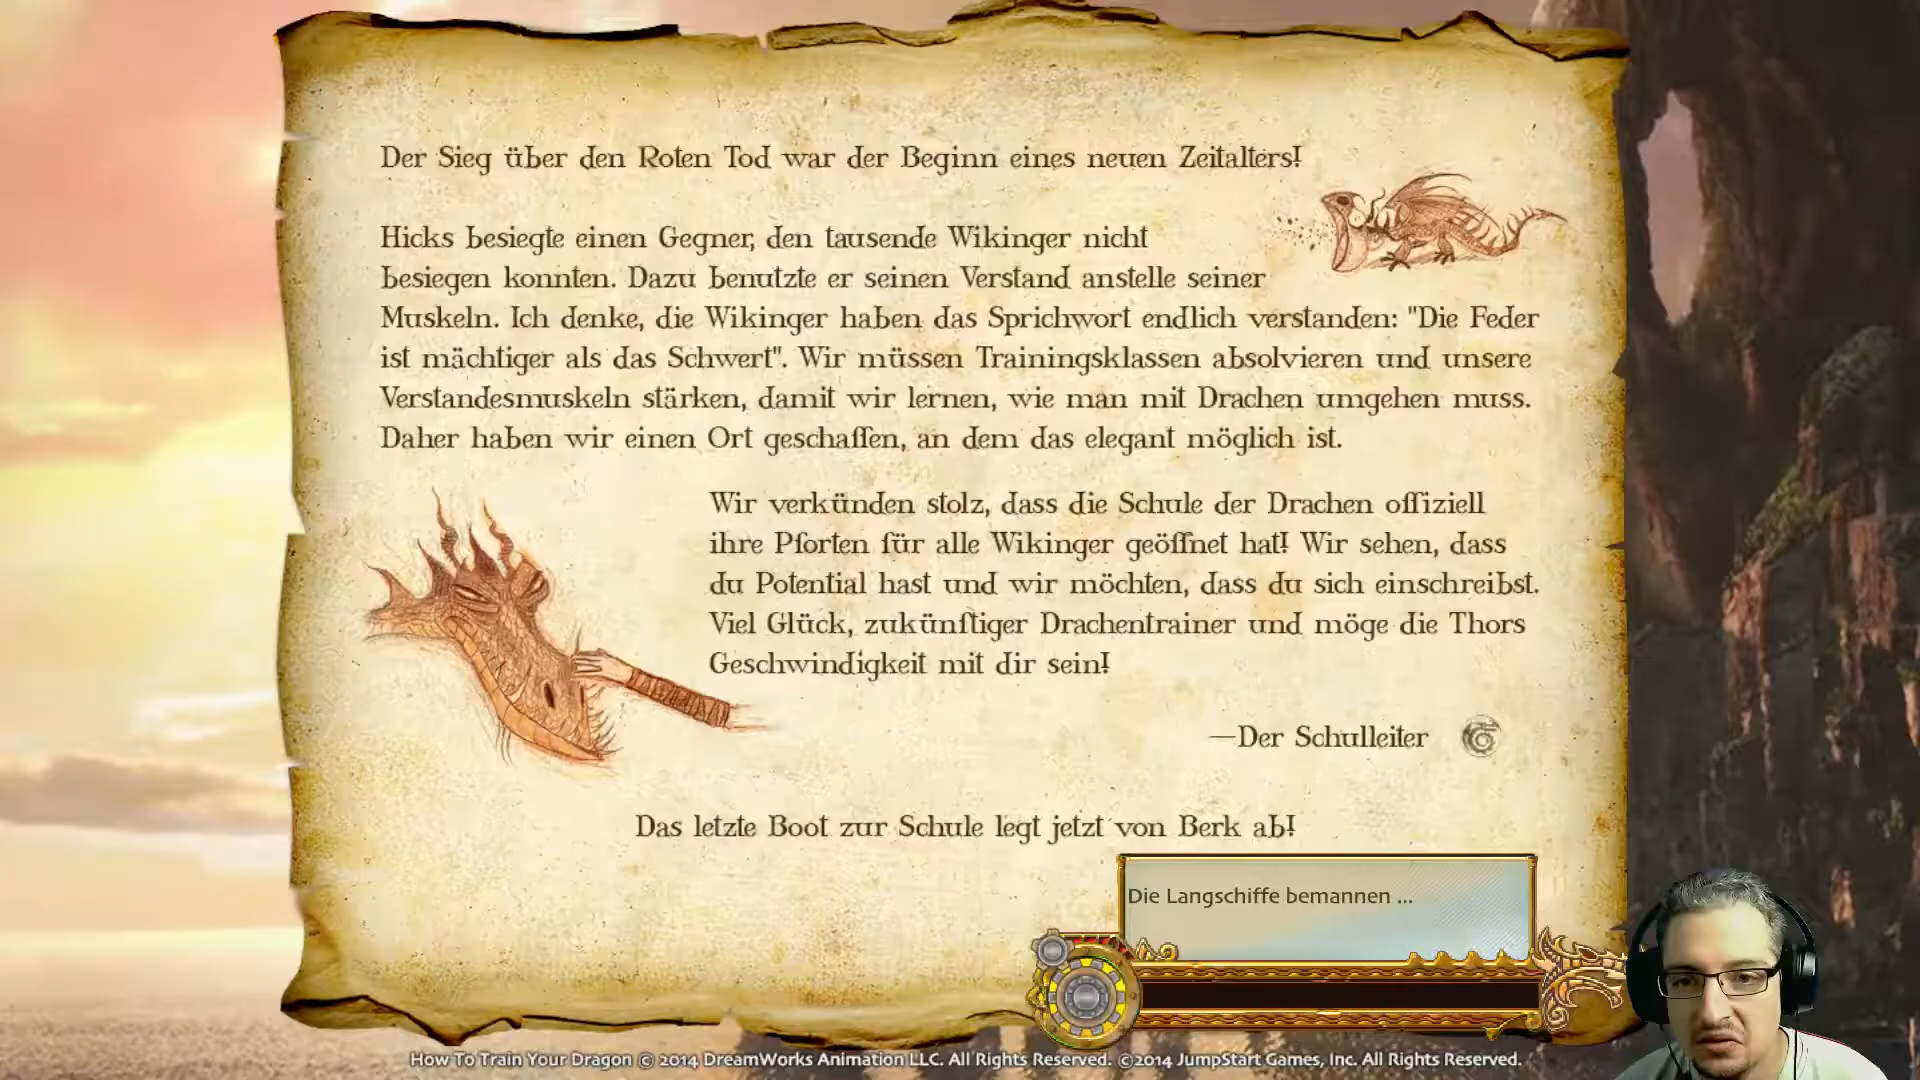 Der Sieg über den Roten Tod war der Beginn eines neuen Zeitalters!
Hicks besiegte einen Gegner, den tausende Wikinger nicht
besiegen konnten. Dazu benutzte er seinen Verstand anstelle seiner
Muskeln. Ich denke, die Wikinger haben das Sprichwort endlich verstanden: "Die Feder
ist mächtiger als das Schwert". Wir müssen Trainingsklassen absolvieren und unsere
Verstandesmuskeln stärken, damit wir lernen, wie man mit Drachen umgehen muss.
Daher haben wir einen Ort geschaffen, an dem das elegant möglich ist.
Wir verkünden stolz, dass die Schule der Drachen offiziell
ihre Pforten für alle Wikinger geöffnet hat! Wir sehen, dass
du Potential hast und wir möchten, dass du sich einschreibst.
Viel Glück, zukünftiger Drachentrainer und möge die Thors
Geschwindigkeit mit dir sein!
—Der Schulleiter
Das letzte Boot zur Schule legt jetzt von Berk ab!
Die Langschiffe bemannen ...
How To Train Your Dragon © 2014 DreamWorks Animation LLC. All Rights Reserved. ©2014 JumpStart Games, Inc. All Rights Reserved.